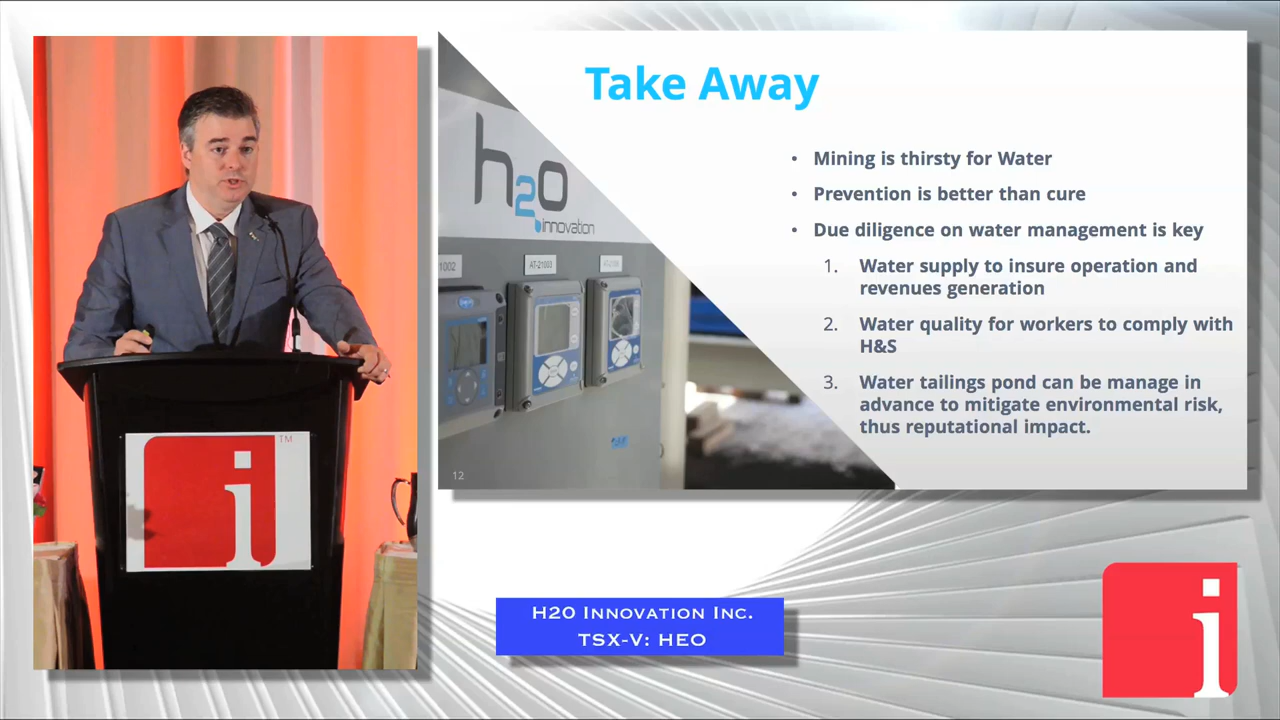 Take Away
h2O
innovation
1002
AT-21003
• Mining is thirsty for Water
• Prevention is better than cure
• Due diligence on water management is key
1. Water supply to insure operation and
revenues generation
2. Water quality for workers to comply with
H&S
3. Water tailings pond can be manage in
advance to mitigate environmental risk,
thus reputational impact.
12
i
TM
H2O Innovation Inc.
TSX-V: HEO
i